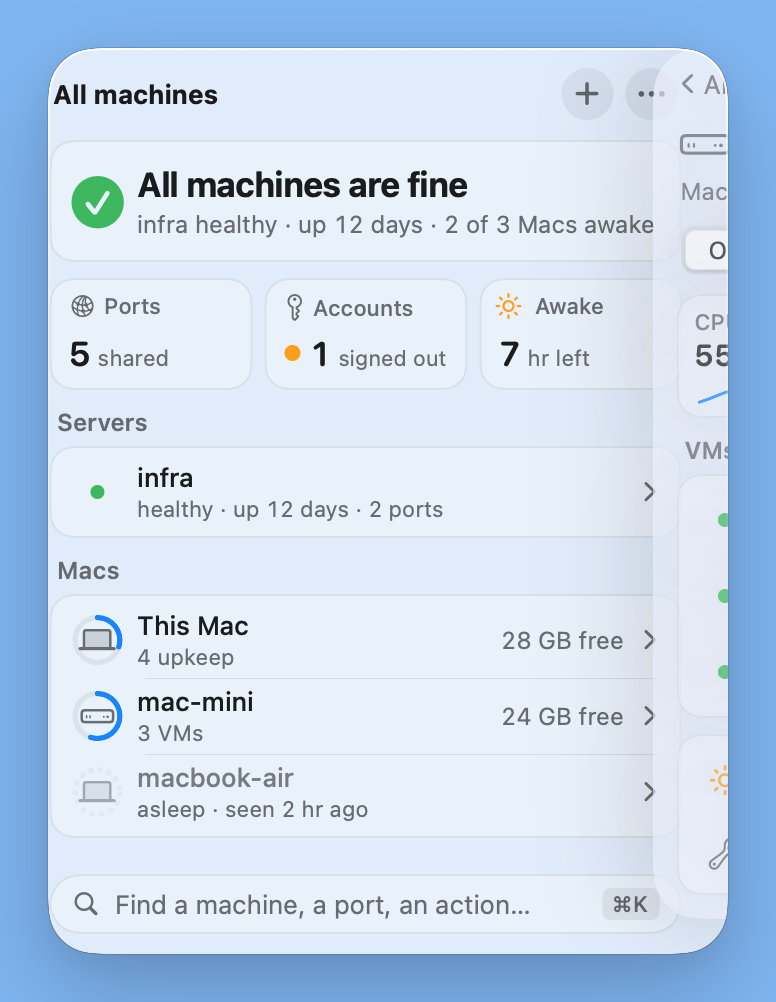 All machines
All machines are fine
infra healthy · up 12 days · 2 of 3 Macs awake
Ports
5 shared
Accounts
1 signed out
Awake
7 hr left
Servers
infra
healthy · up 12 days · 2 ports
Macs
This Mac
4 upkeep
28 GB free
mac-mini
3 VMs
24 GB free
macbook-air
asleep · seen 2 hr ago
Find a machine, a port, an action...
⌘K
Mac
55
VMs